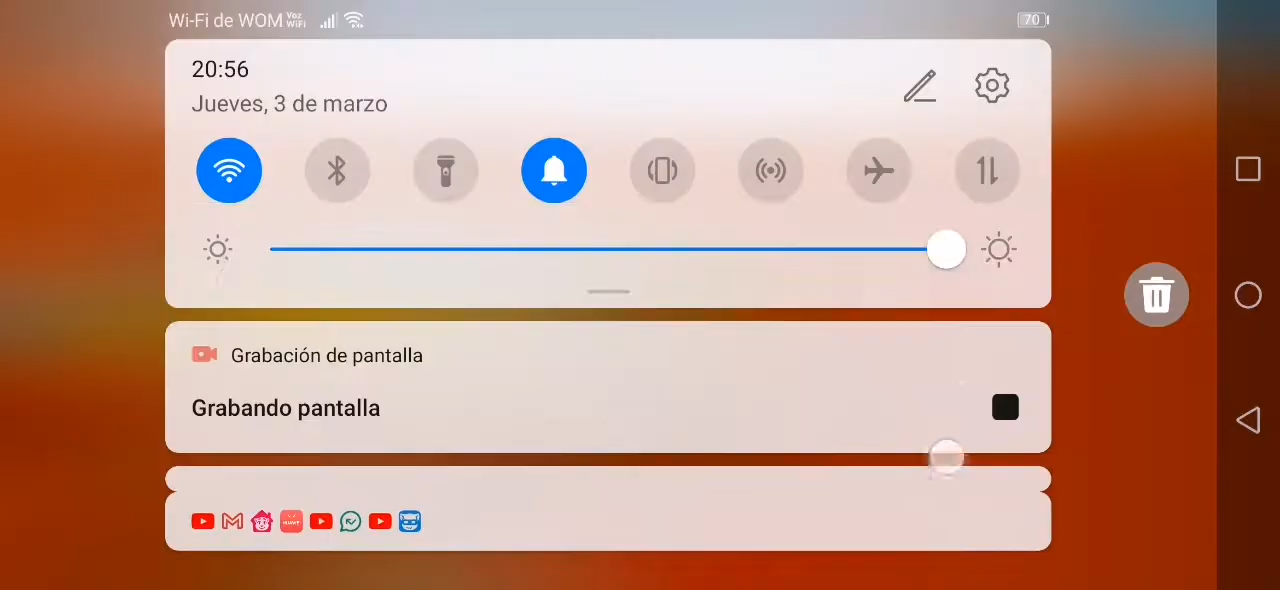 Wi-Fi de WOM Voz WiFi
70
20:56
Jueves, 3 de marzo
Grabación de pantalla
Grabando pantalla